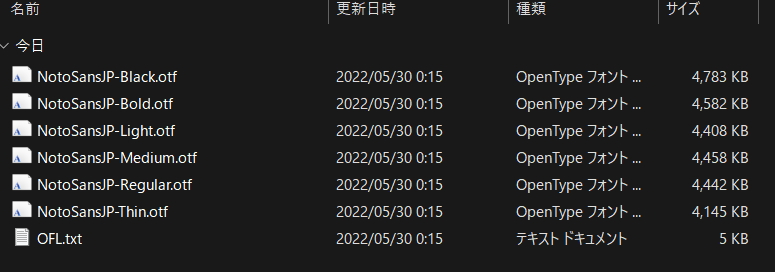 名前 更新日時 種類 サイズ
今日
NotoSansJP-Black.otf 2022/05/30 0:15 OpenType フォント ... 4,783 KB
NotoSansJP-Bold.otf 2022/05/30 0:15 OpenType フォント ... 4,582 KB
NotoSansJP-Light.otf 2022/05/30 0:15 OpenType フォント ... 4,408 KB
NotoSansJP-Medium.otf 2022/05/30 0:15 OpenType フォント ... 4,458 KB
NotoSansJP-Regular.otf 2022/05/30 0:15 OpenType フォント ... 4,442 KB
NotoSansJP-Thin.otf 2022/05/30 0:15 OpenType フォント ... 4,145 KB
OFL.txt 2022/05/30 0:15 テキスト ドキュメント 5 KB